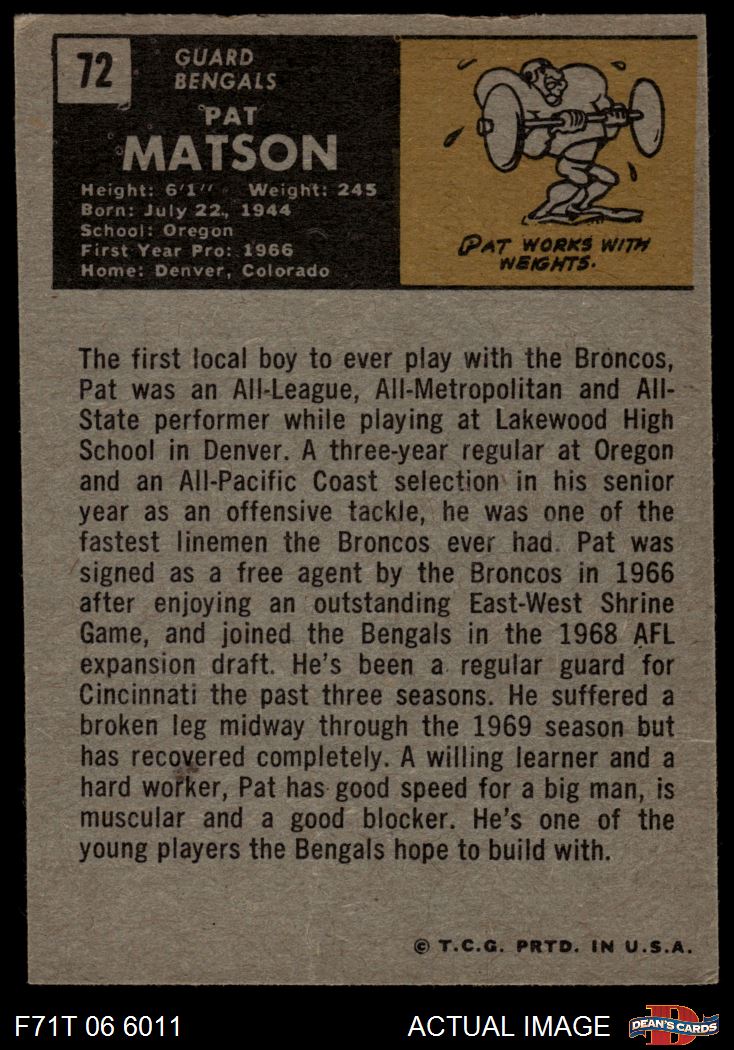 72
GUARD
BENGALS
PAT
MATSON
Height: 6'1" Weight: 245
Born: July 22, 1944
School: Oregon
First Year Pro: 1966
Home: Denver, Colorado
PAT WORKS WITH
WEIGHTS.
The first local boy to ever play with the Broncos,
Pat was an All-League, All-Metropolitan and All-
State performer while playing at Lakewood High
School in Denver. A three-year regular at Oregon
and an All-Pacific Coast selection in his senior
year as an offensive tackle, he was one of the
fastest linemen the Broncos ever had. Pat was
signed as a free agent by the Broncos in 1966
after enjoying an outstanding East-West Shrine
Game, and joined the Bengals in the 1968 AFL
expansion draft. He's been a regular guard for
Cincinnati the past three seasons. He suffered a
broken leg midway through the 1969 season but
has recovered completely. A willing learner and a
hard worker, Pat has good speed for a big man, is
muscular and a good blocker. He's one of the
young players the Bengals hope to build with.
© T.C.G. PRTD. IN U.S.A.
F71T 06 6011 ACTUAL IMAGE D DEAN'S CARDS